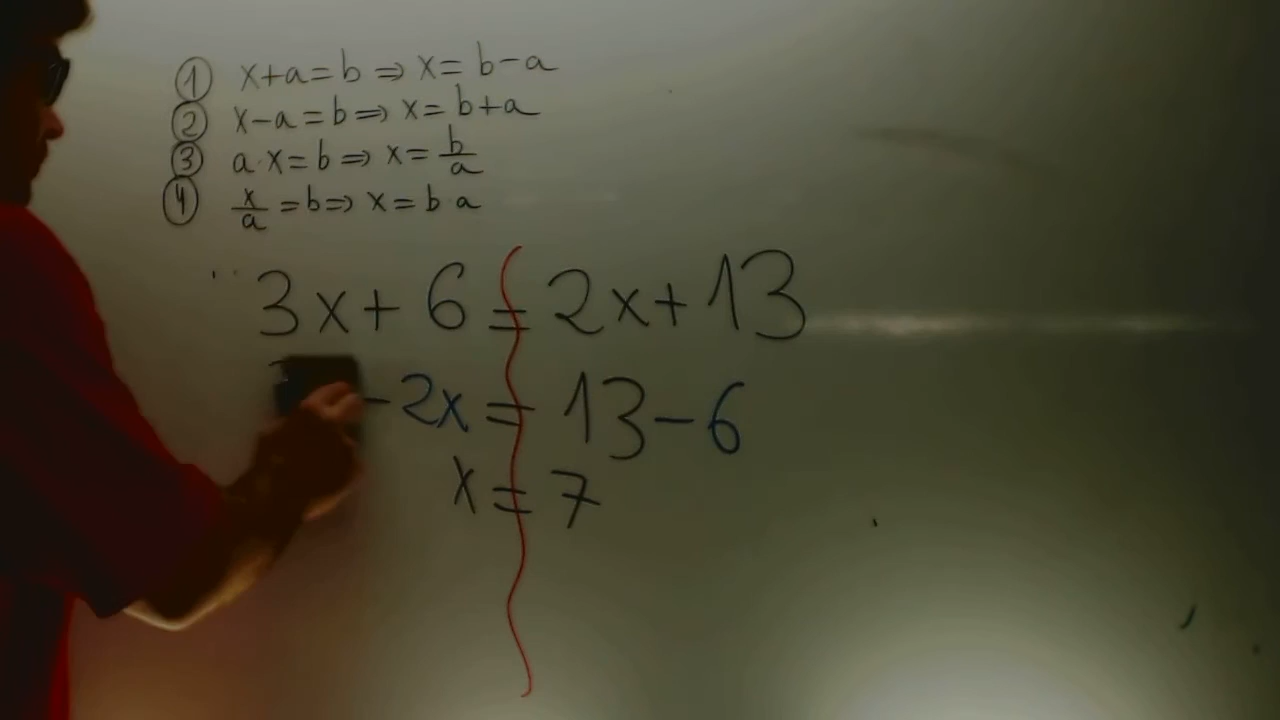 ① x+a=b⇒x=b-a
② x-a=b⇒x=b+a
③ a·x=b⇒x=b/a
④ x/a=b⇒x=b a
3x+6=2x+13
-2x=13-6
x=7